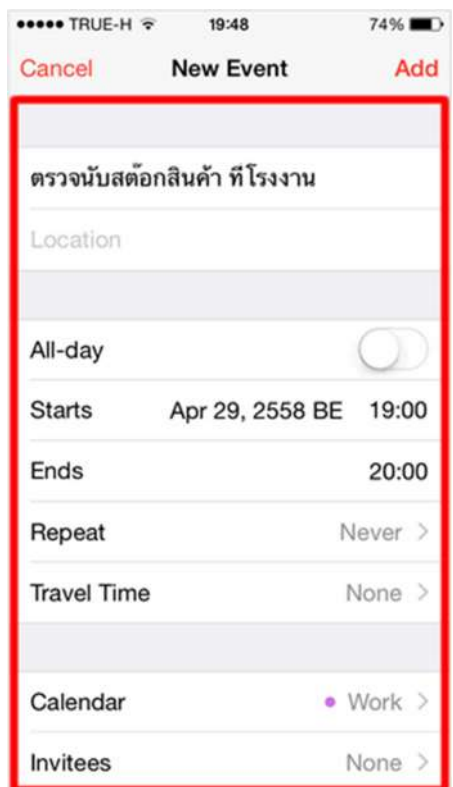 TRUE-H 19:48 74%
Cancel New Event Add
ตรวจนับสต๊อกสินค้า ที่โรงงาน
Location
All-day
Starts Apr 29, 2558 BE 19:00
Ends 20:00
Repeat Never >
Travel Time None >
Calendar • Work >
Invitees None >